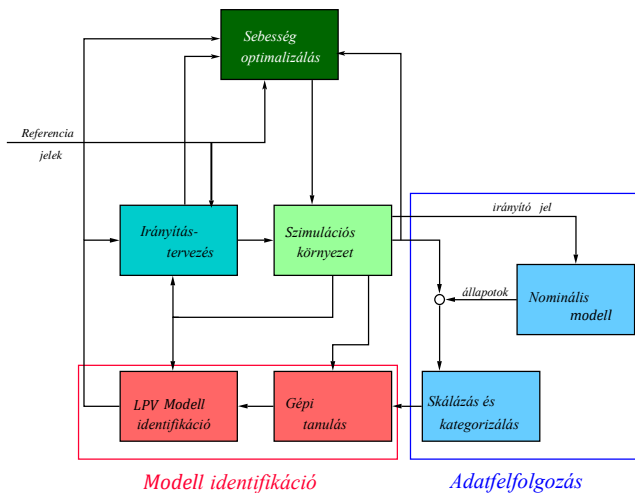 Sebesség
optimalizálás
Referencia
jelek
irányító jel
Irányítás-
tervezés
Szimulációs
környezet
állapotok
Nominális
modell
LPV Modell
identifikáció
Gépi
tanulás
Skálázás és
kategorizálás
Modell identifikáció
Adatfelfolgozás